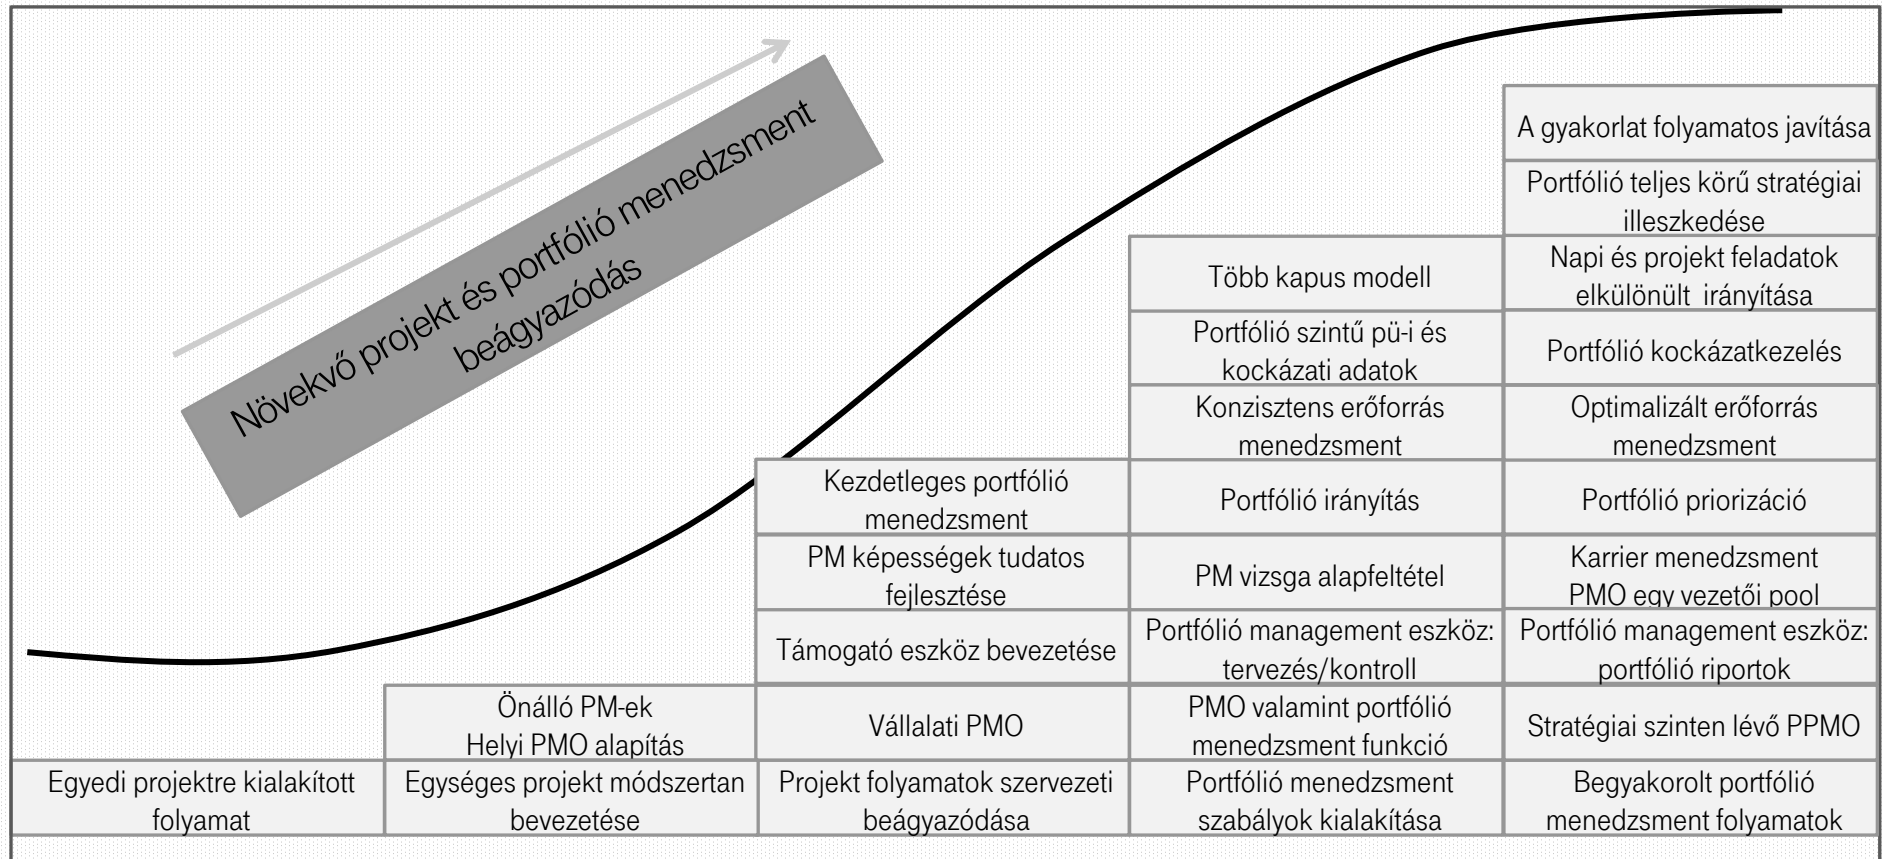 Növekvő projekt és portfólió menedzsment
beágyazódás
A gyakorlat folyamatos javítása
Portfólió teljes körű stratégiai
illeszkedése
Több kapus modell
Napi és projekt feladatok
elkülönült irányítása
Portfólió szintű pü-i és
kockázati adatok
Portfólió kockázatkezelés
Konzisztens erőforrás
menedzsment
Optimalizált erőforrás
menedzsment
Kezdetleges portfólió
menedzsment
Portfólió irányítás
Portfólió priorizáció
PM képességek tudatos
fejlesztése
PM vizsga alapfeltétel
Karrier menedzsment
PMO egy vezetői pool
Támogató eszköz bevezetése
Portfólió management eszköz:
tervezés/kontroll
Portfólió management eszköz:
portfólió riportok
Önálló PM-ek
Helyi PMO alapítás
Vállalati PMO
PMO valamint portfólió
menedzsment funkció
Stratégiai szinten lévő PPMO
Egyedi projektre kialakított
folyamat
Egységes projekt módszertan
bevezetése
Projekt folyamatok szervezeti
beágyazódása
Portfólió menedzsment
szabályok kialakítása
Begyakorolt portfólió
menedzsment folyamatok